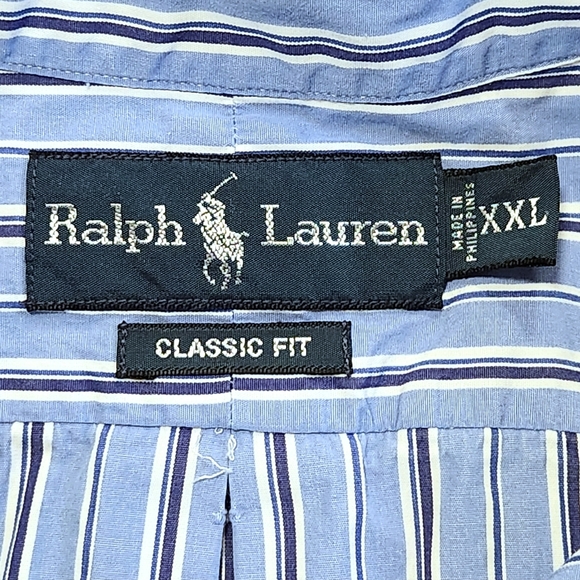 Ralph Lauren
MADE IN
PHILIPPINES
XXL
CLASSIC FIT